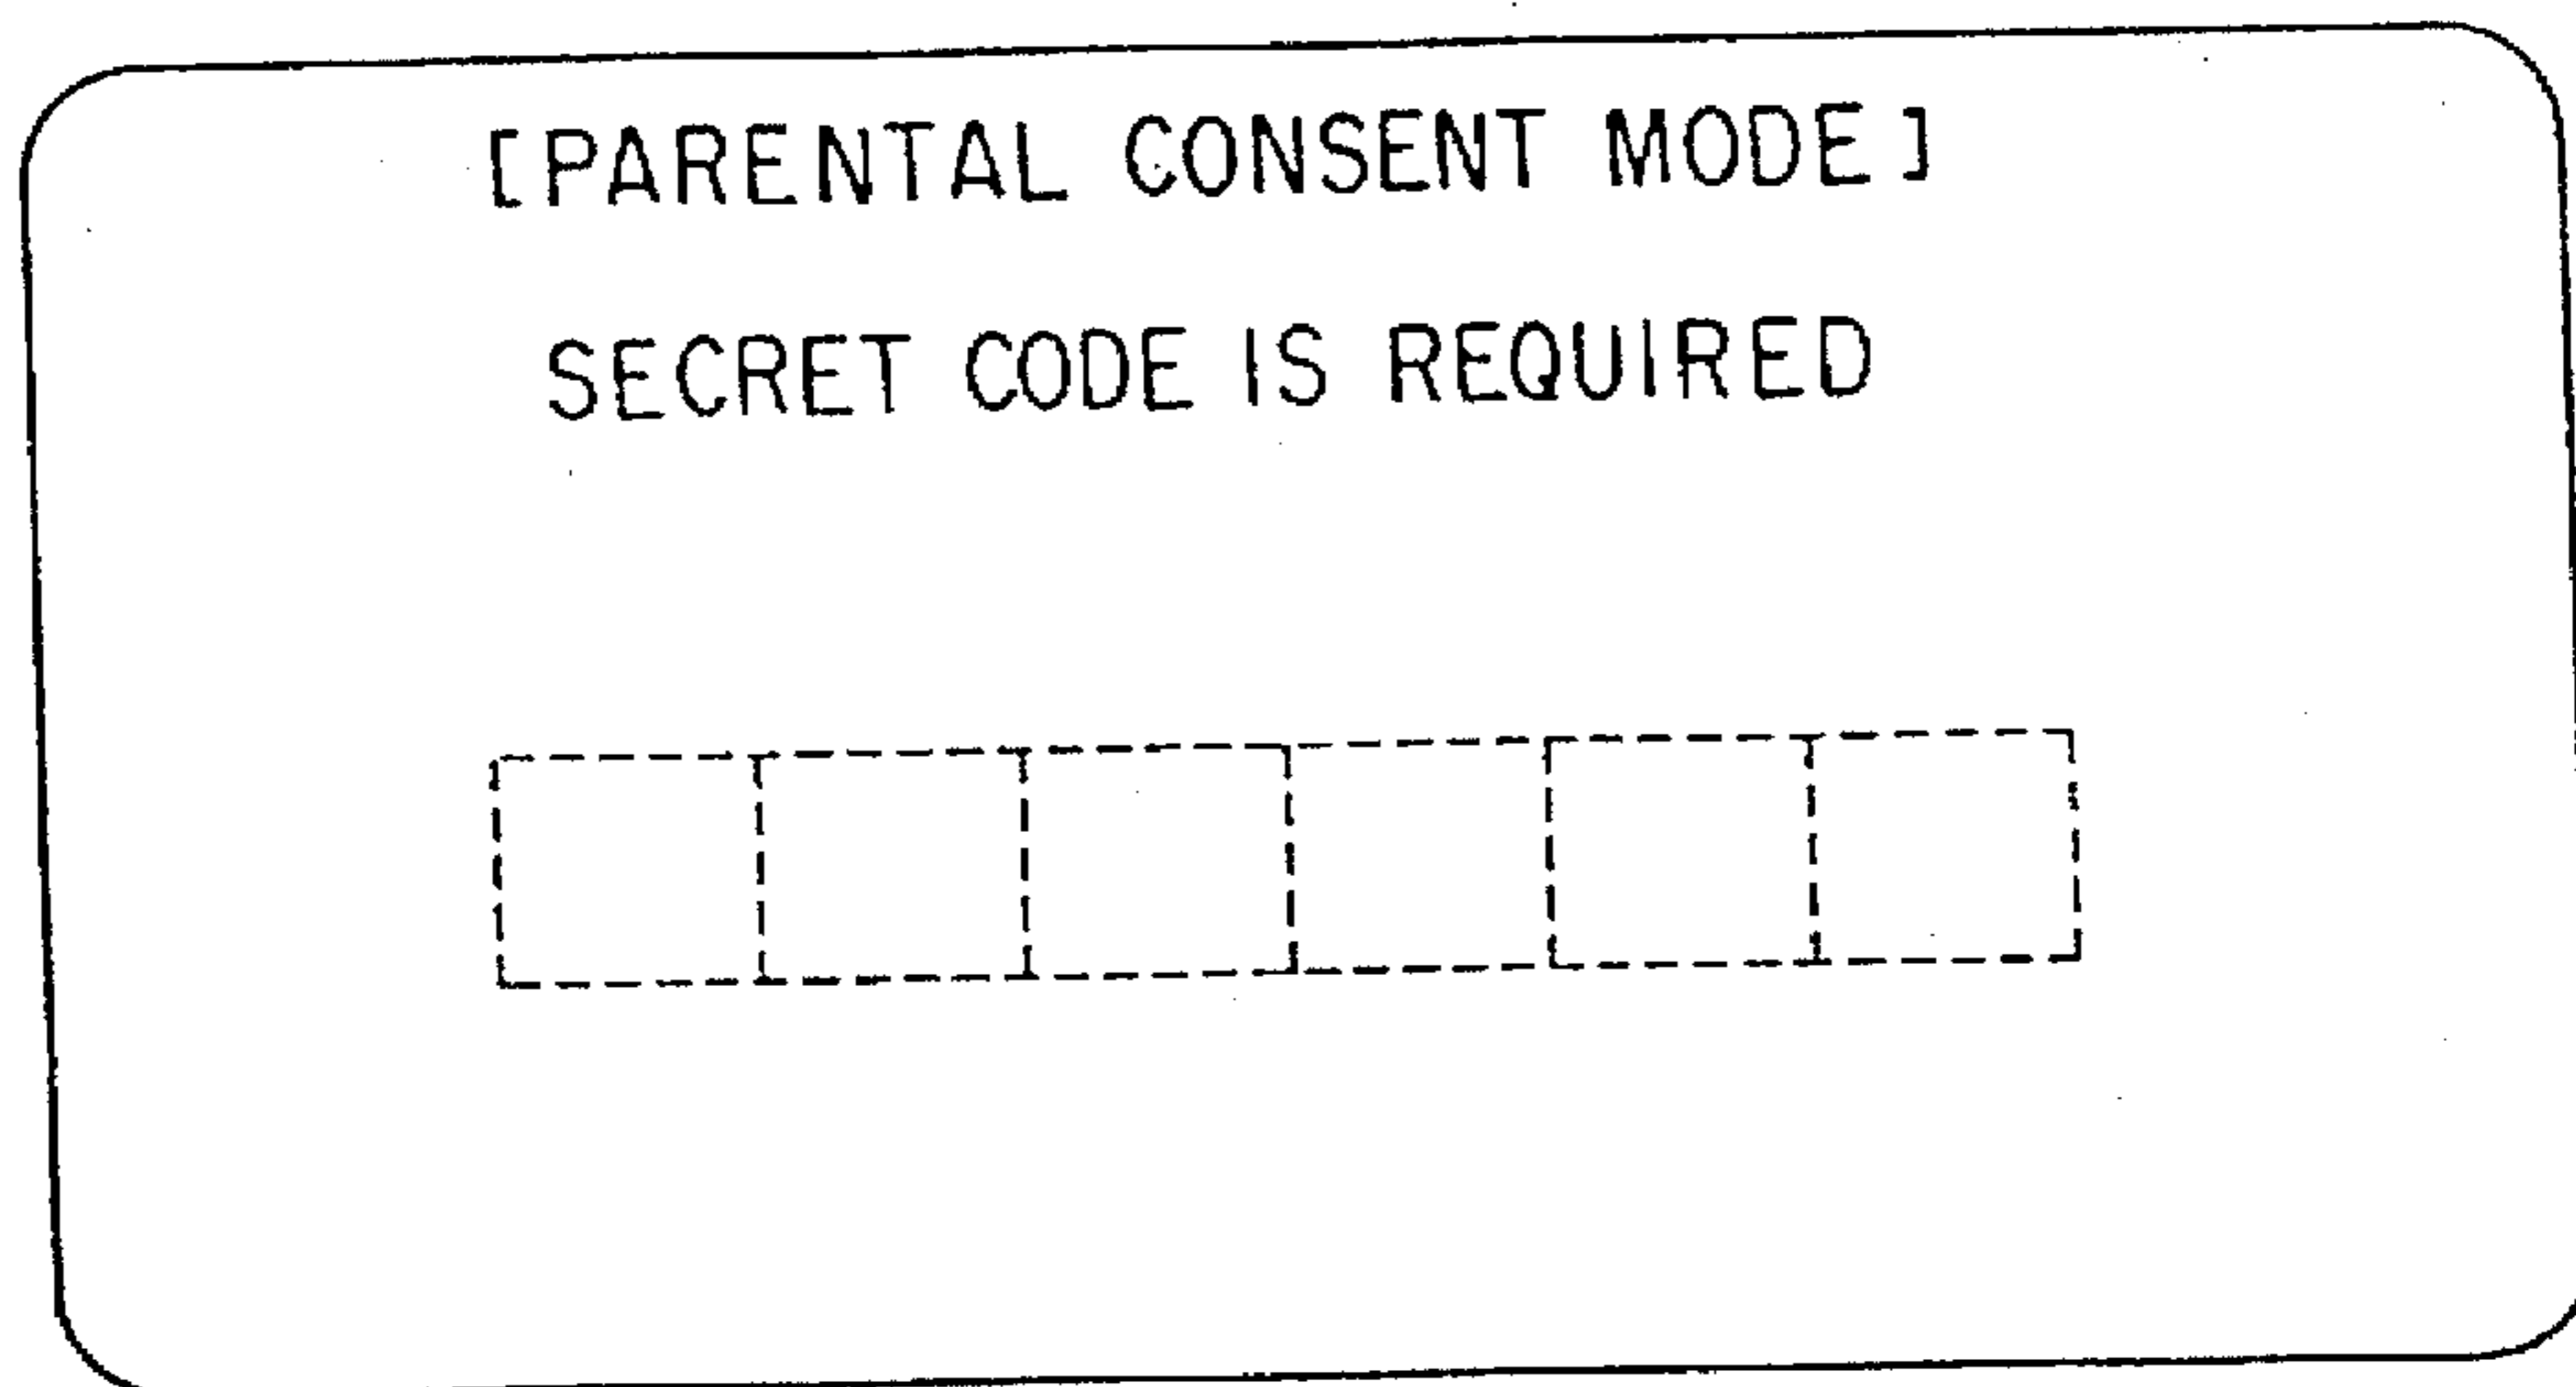 [PARENTAL CONSENT MODE]
SECRET CODE IS REQUIRED